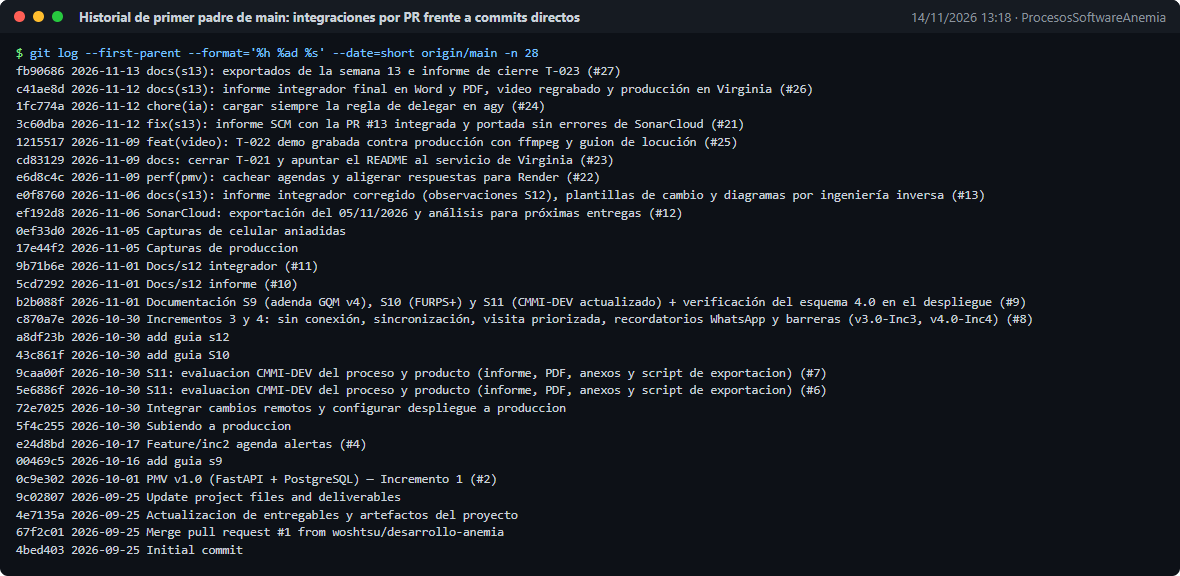 Historial de primer padre de main: integraciones por PR frente a commits directos
14/11/2026 13:18 · ProcesosSoftwareAnemia
$ git log --first-parent --format='%h %ad %s' --date=short origin/main -n 28
fb90686 2026-11-13 docs(s13): exportados de la semana 13 e informe de cierre T-023 (#27)
c41ae8d 2026-11-12 docs(s13): informe integrador final en Word y PDF, video regrabado y producción en Virginia (#26)
1fc774a 2026-11-12 chore(ia): cargar siempre la regla de delegar en agy (#24)
3c60dba 2026-11-12 fix(s13): informe SCM con la PR #13 integrada y portada sin errores de SonarCloud (#21)
1215517 2026-11-09 feat(video): T-022 demo grabada contra producción con ffmpeg y guion de locución (#25)
cd83129 2026-11-09 docs: cerrar T-021 y apuntar el README al servicio de Virginia (#23)
e6d8c4c 2026-11-09 perf(pmv): cachear agendas y aligerar respuestas para Render (#22)
e0f8760 2026-11-06 docs(s13): informe integrador corregido (observaciones S12), plantillas de cambio y diagramas por ingeniería inversa (#13)
ef192d8 2026-11-06 SonarCloud: exportación del 05/11/2026 y análisis para próximas entregas (#12)
0ef33d0 2026-11-05 Capturas de celular aniadidas
17e44f2 2026-11-05 Capturas de produccion
9b71b6e 2026-11-01 Docs/s12 integrador (#11)
5cd7292 2026-11-01 Docs/s12 informe (#10)
b2b088f 2026-11-01 Documentación S9 (adenda GQM v4), S10 (FURPS+) y S11 (CMMI-DEV actualizado) + verificación del esquema 4.0 en el despliegue (#9)
c870a7e 2026-10-30 Incrementos 3 y 4: sin conexión, sincronización, visita priorizada, recordatorios WhatsApp y barreras (v3.0-Inc3, v4.0-Inc4) (#8)
a8df23b 2026-10-30 add guia s12
43c861f 2026-10-30 add guia S10
9caa00f 2026-10-30 S11: evaluacion CMMI-DEV del proceso y producto (informe, PDF, anexos y script de exportacion) (#7)
5e6886f 2026-10-30 S11: evaluacion CMMI-DEV del proceso y producto (informe, PDF, anexos y script de exportacion) (#6)
72e7025 2026-10-30 Integrar cambios remotos y configurar despliegue a produccion
5f4c255 2026-10-30 Subiendo a produccion
e24d8bd 2026-10-17 Feature/inc2 agenda alertas (#4)
00469c5 2026-10-16 add guia s9
0c9e302 2026-10-01 PMV v1.0 (FastAPI + PostgreSQL) — Incremento 1 (#2)
9c02807 2026-09-25 Update project files and deliverables
4e7135a 2026-09-25 Actualizacion de entregables y artefactos del proyecto
67f2c01 2026-09-25 Merge pull request #1 from woshtsu/desarrollo-anemia
4bed403 2026-09-25 Initial commit